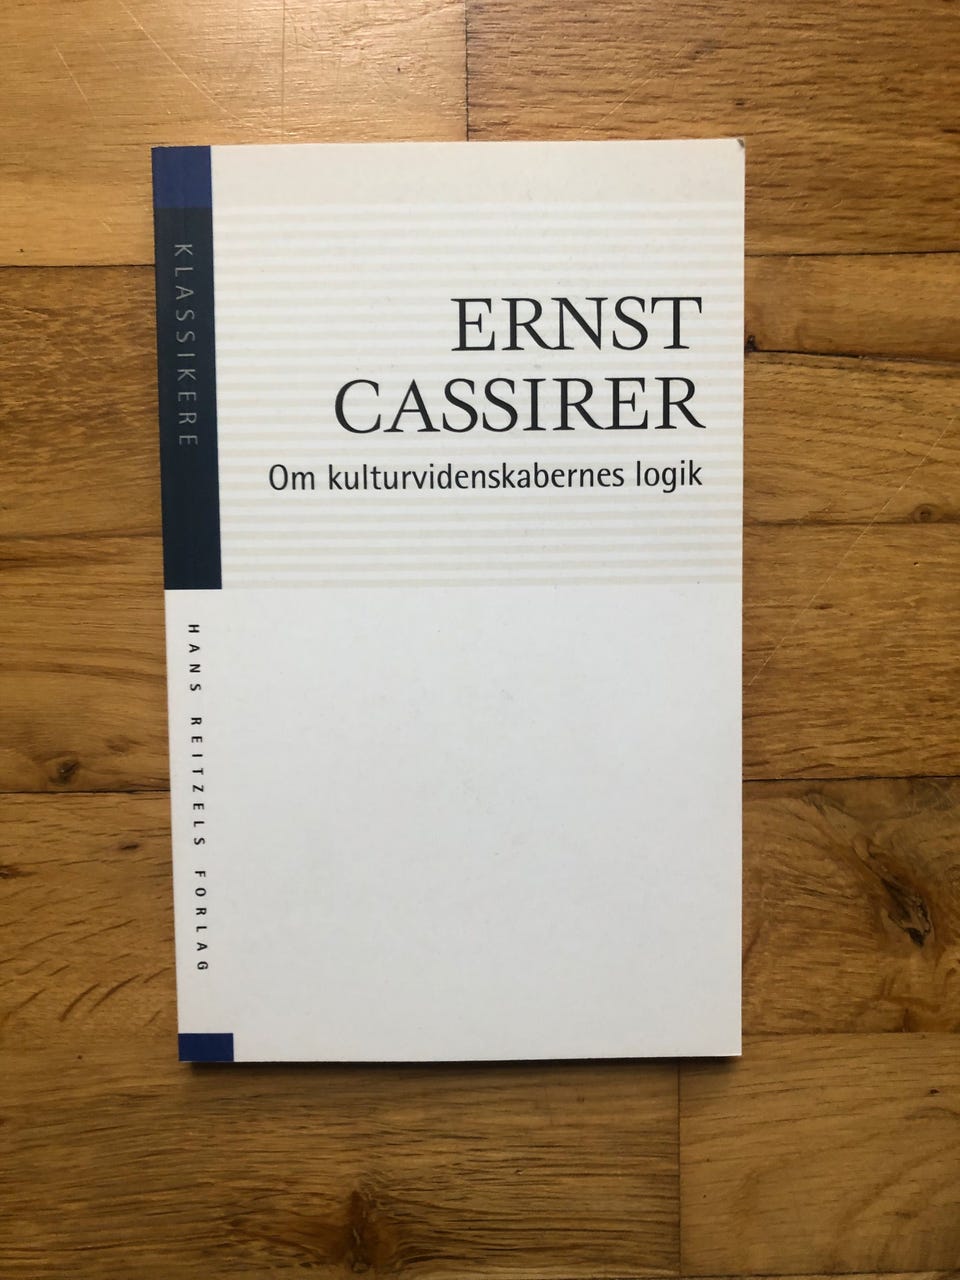 KLASSIKERE
ERNST
CASSIRER
Om kulturvidenskabernes logik
HANS REITZELS FORLAG